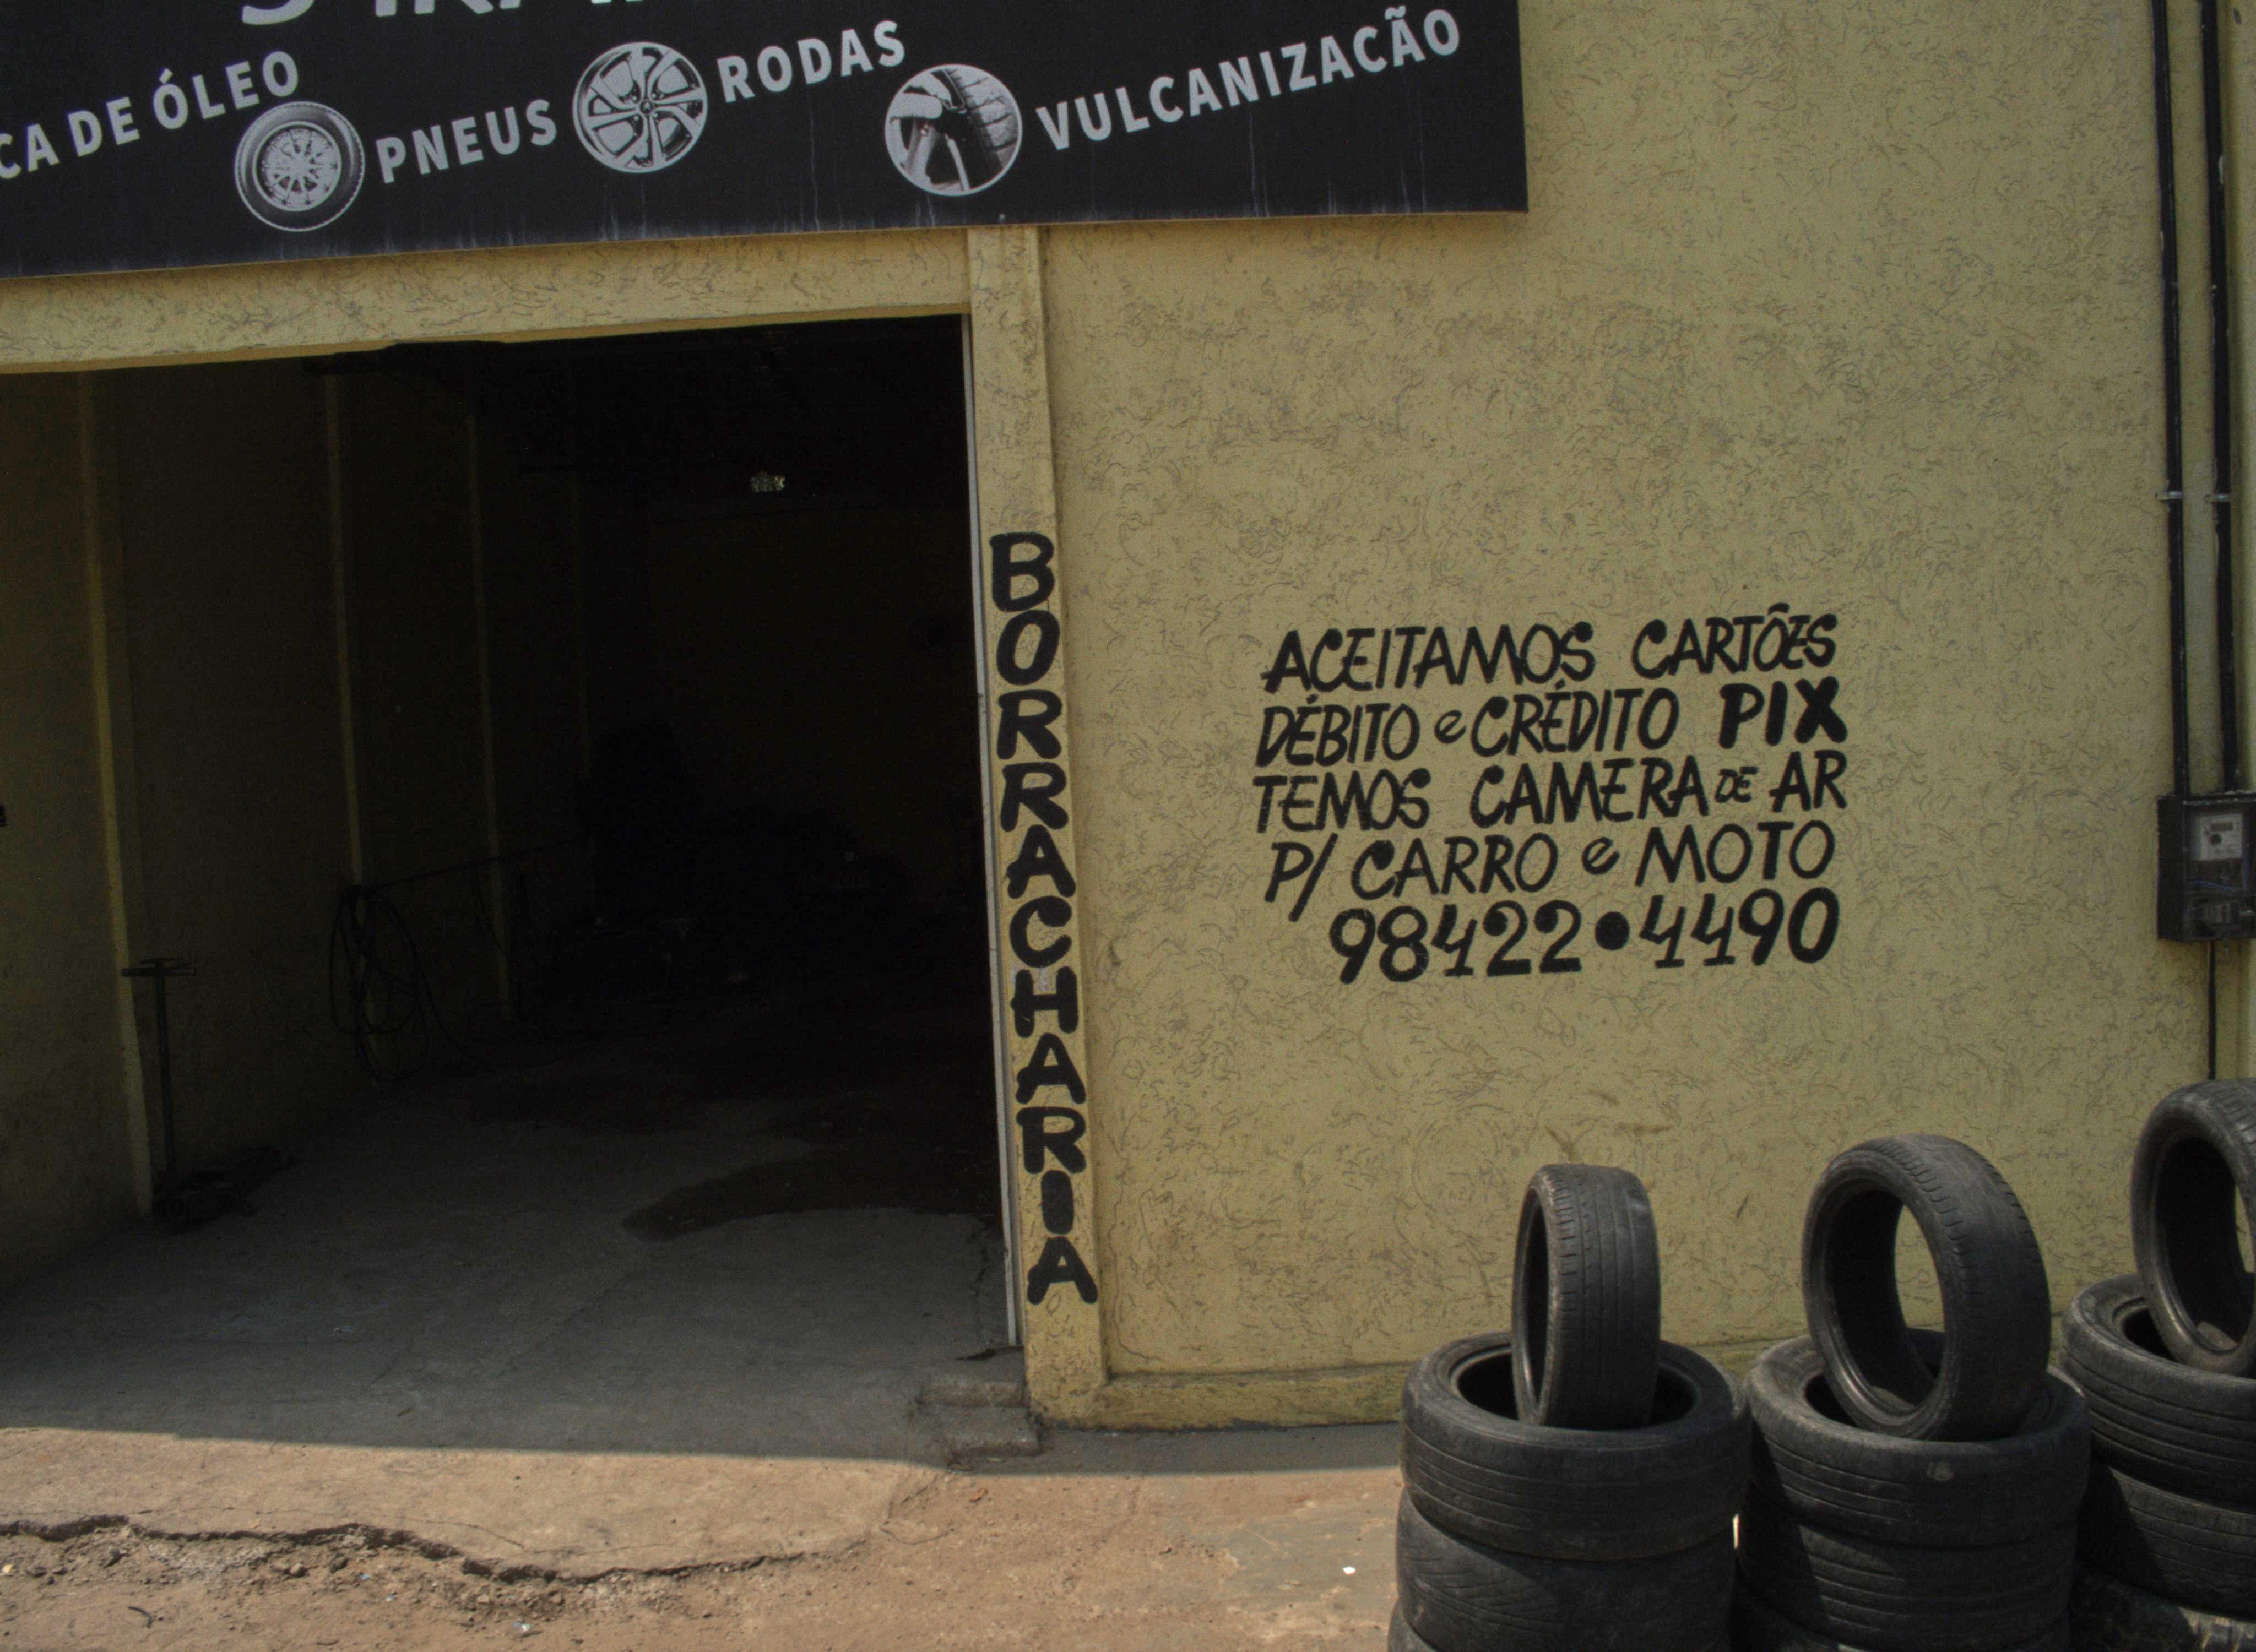 CA DE ÓLEO
PNEUS
RODAS
VULCANIZACÃO
BORRACHARIA
ACEITAMOS CARTÕES
DÉBITO e CRÉDITO PIX
TEMOS CAMERA DE AR
P/ CARRO e MOTO
98422•4490